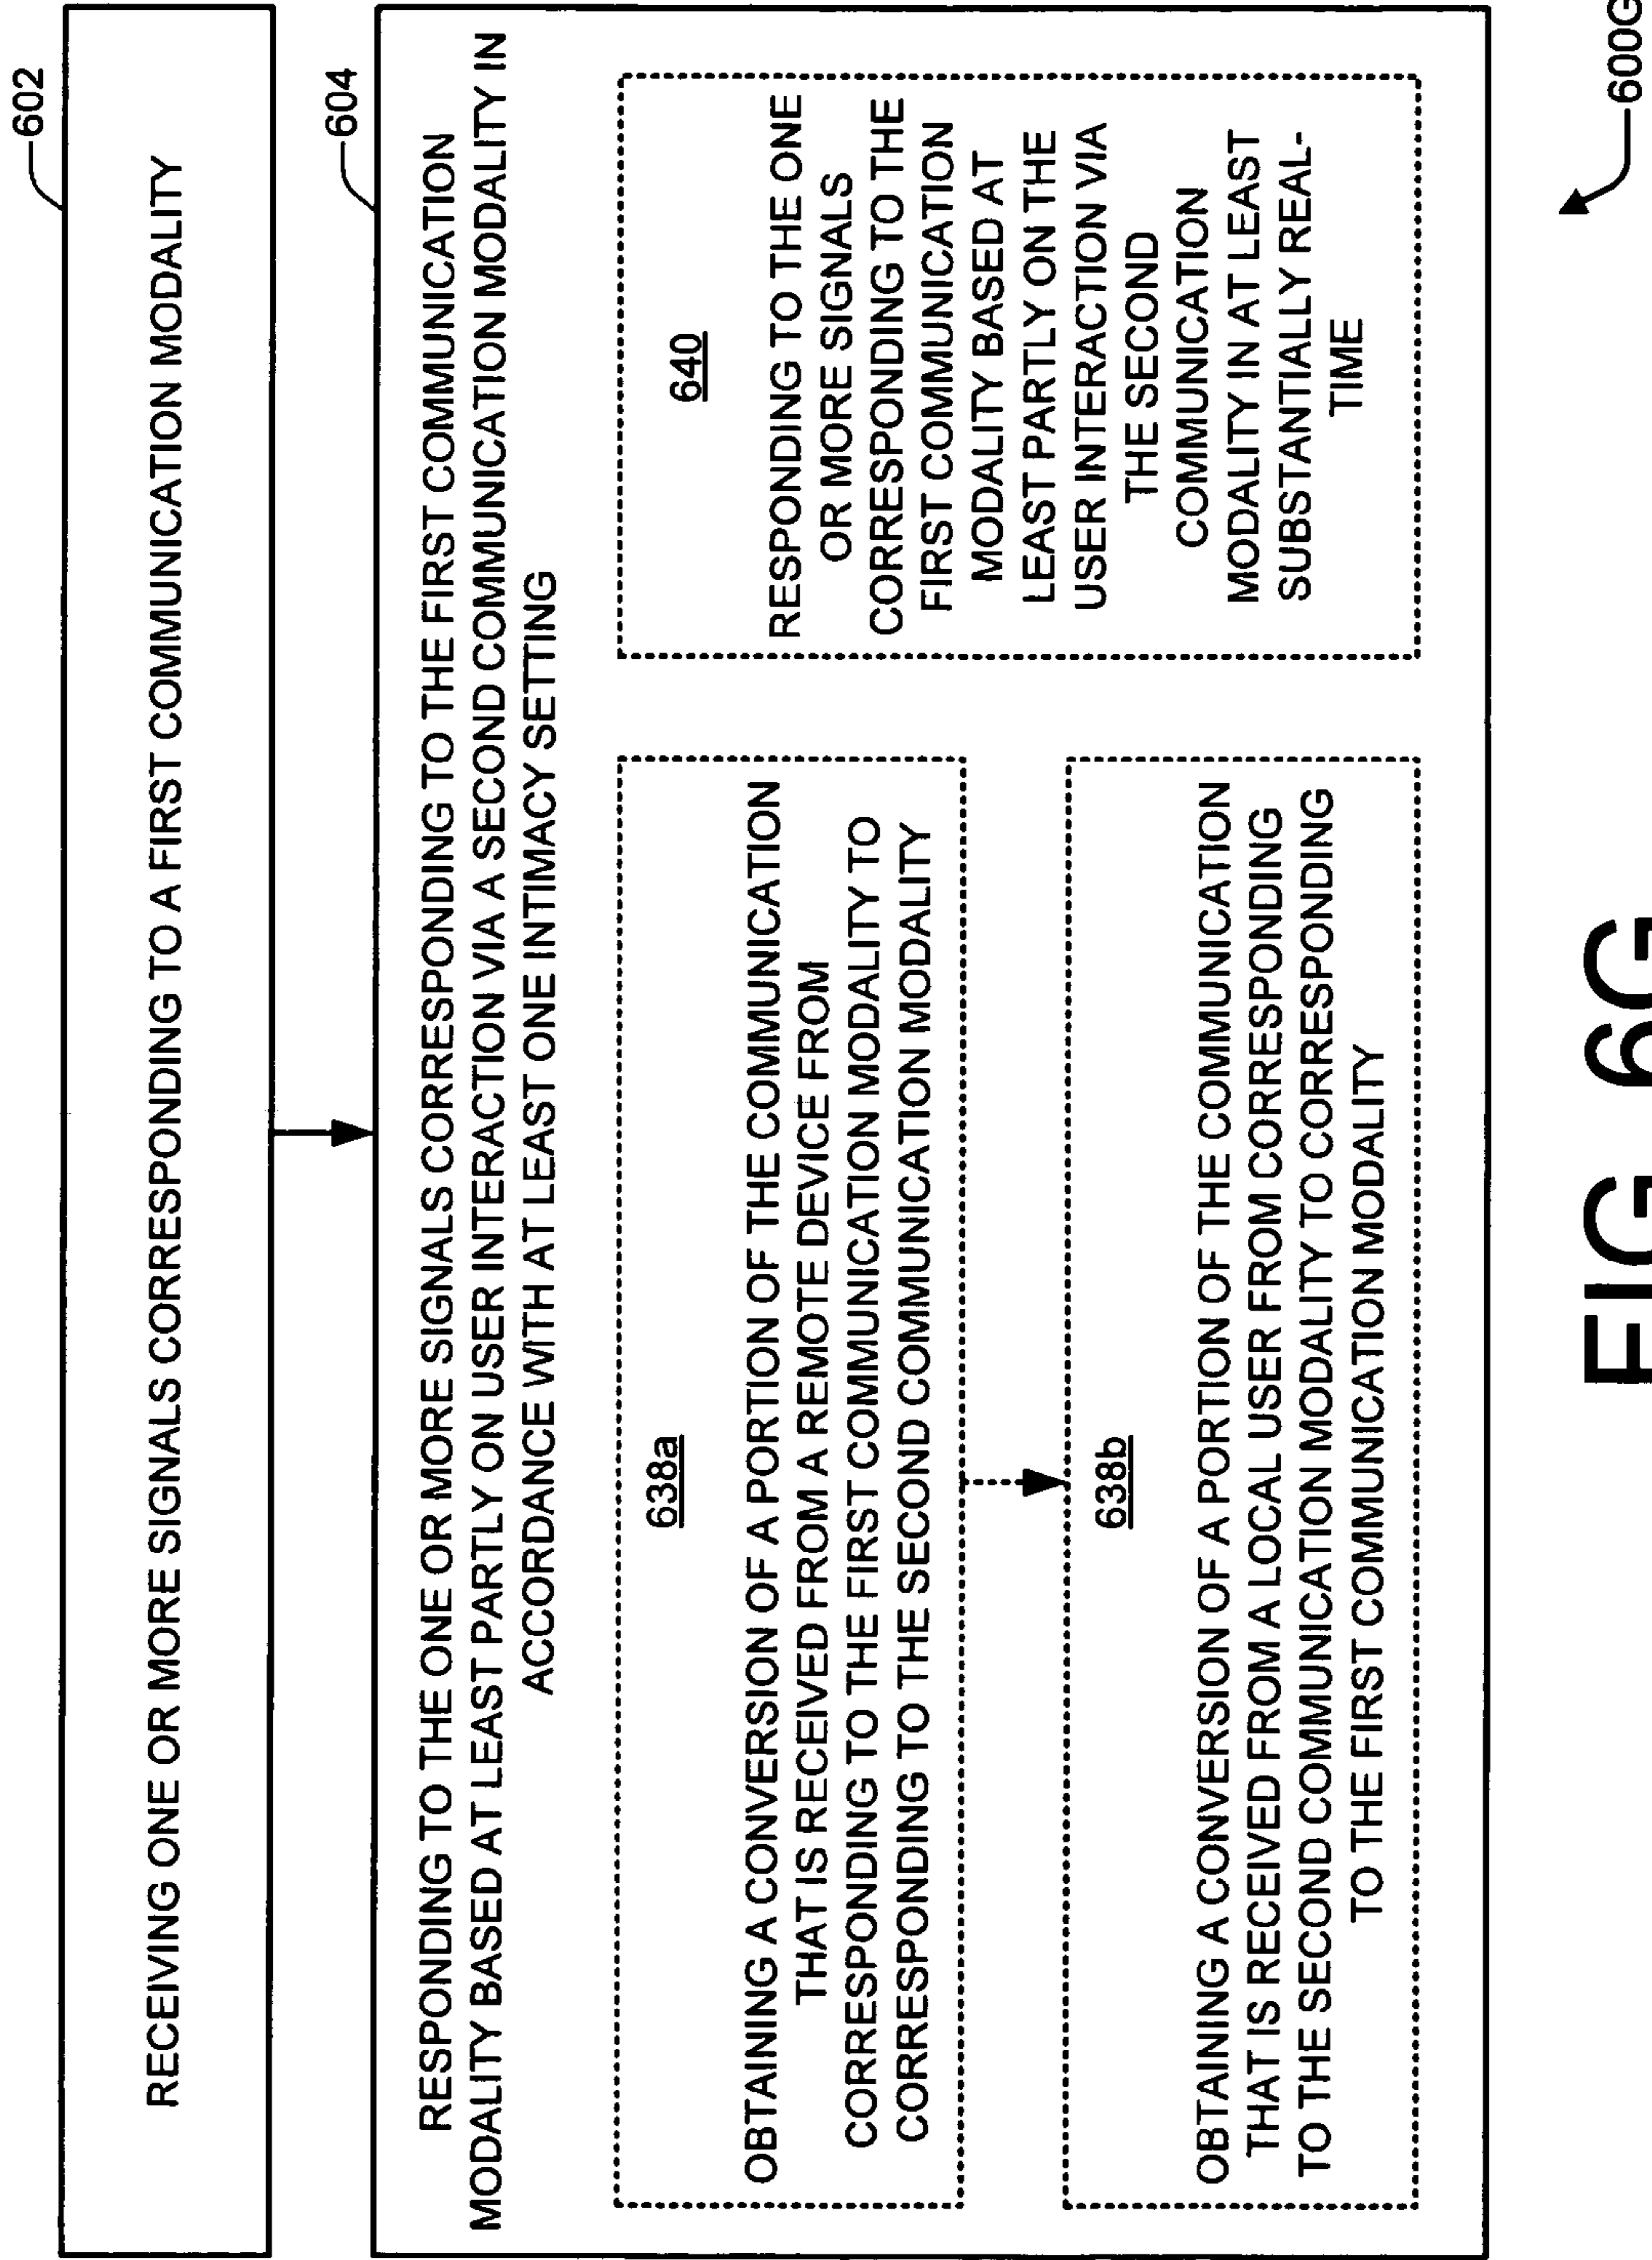 602
RECEIVING ONE OR MORE SIGNALS CORRESPONDING TO A FIRST COMMUNICATION MODALITY
604
RESPONDING TO THE ONE OR MORE SIGNALS CORRESPONDING TO THE FIRST COMMUNICATION
MODALITY BASED AT LEAST PARTLY ON USER INTERACTION VIA A SECOND COMMUNICATION MODALITY IN
ACCORDANCE WITH AT LEAST ONE INTIMACY SETTING
638a
OBTAINING A CONVERSION OF A PORTION OF THE COMMUNICATION
THAT IS RECEIVED FROM A REMOTE DEVICE FROM
CORRESPONDING TO THE FIRST COMMUNICATION MODALITY TO
CORRESPONDING TO THE SECOND COMMUNICATION MODALITY
638b
OBTAINING A CONVERSION OF A PORTION OF THE COMMUNICATION
THAT IS RECEIVED FROM A LOCAL USER FROM CORRESPONDING
TO THE SECOND COMMUNICATION MODALITY TO CORRESPONDING
TO THE FIRST COMMUNICATION MODALITY
640
RESPONDING TO THE ONE
OR MORE SIGNALS
CORRESPONDING TO THE
FIRST COMMUNICATION
MODALITY BASED AT
LEAST PARTLY ON THE
USER INTERACTION VIA
THE SECOND
COMMUNICATION
MODALITY IN AT LEAST
SUBSTANTIALLY REAL-
TIME
600G
FIG 6G